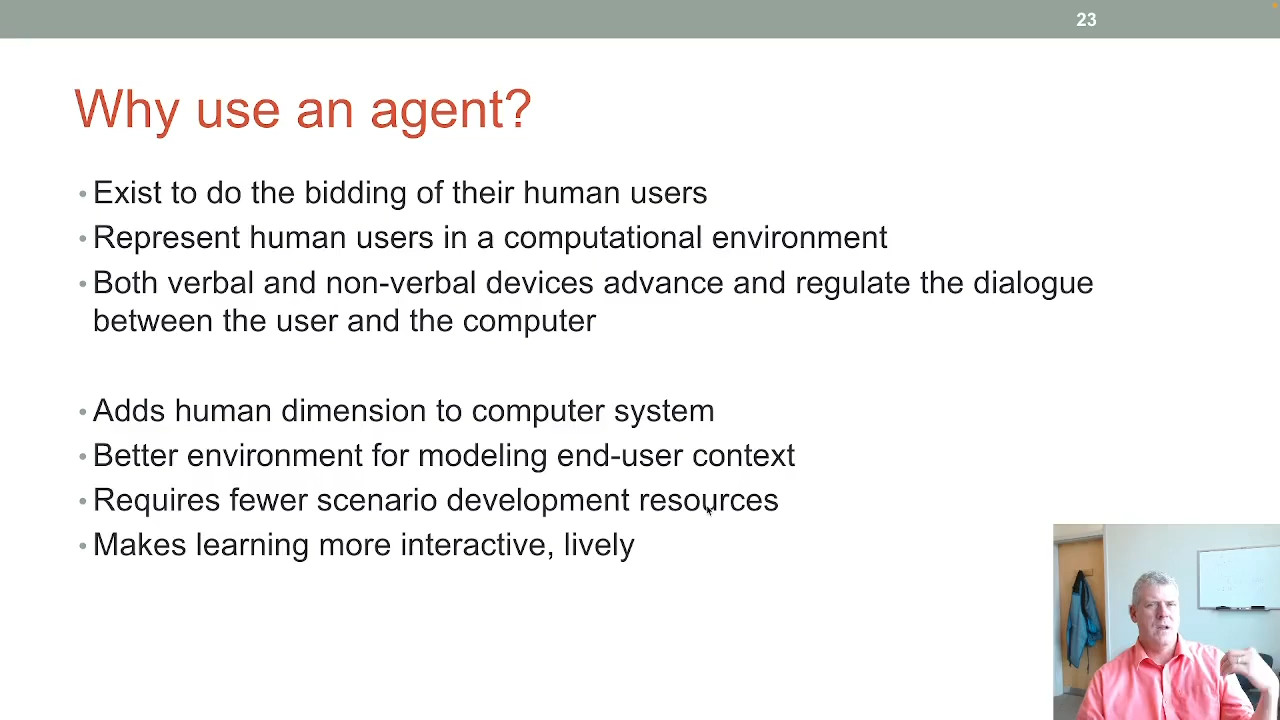 23
Why use an agent?
• Exist to do the bidding of their human users
• Represent human users in a computational environment
• Both verbal and non-verbal devices advance and regulate the dialogue
between the user and the computer
• Adds human dimension to computer system
• Better environment for modeling end-user context
• Requires fewer scenario development resources
• Makes learning more interactive, lively